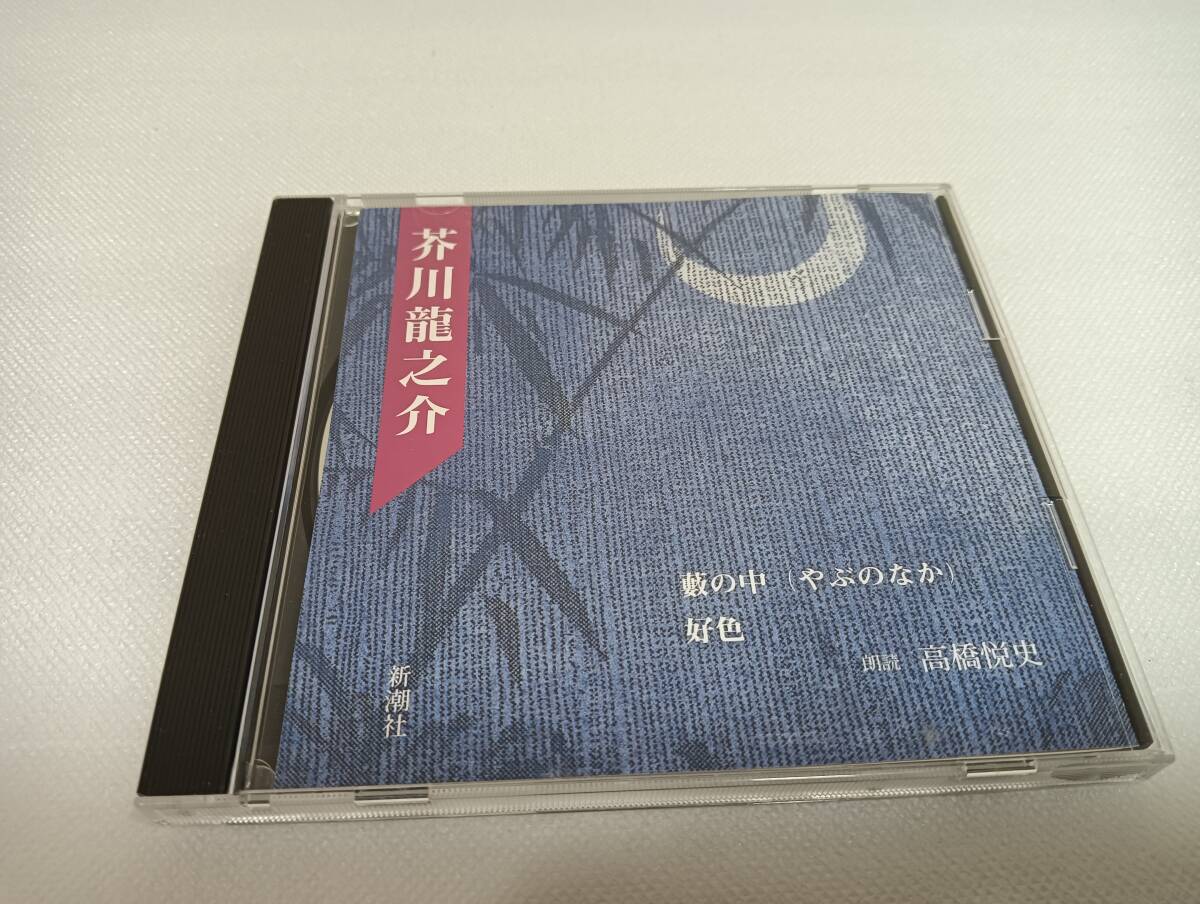 芥川龍之介
藪の中(やぶのなか)
好色
朗読 高橋悦史
新潮社